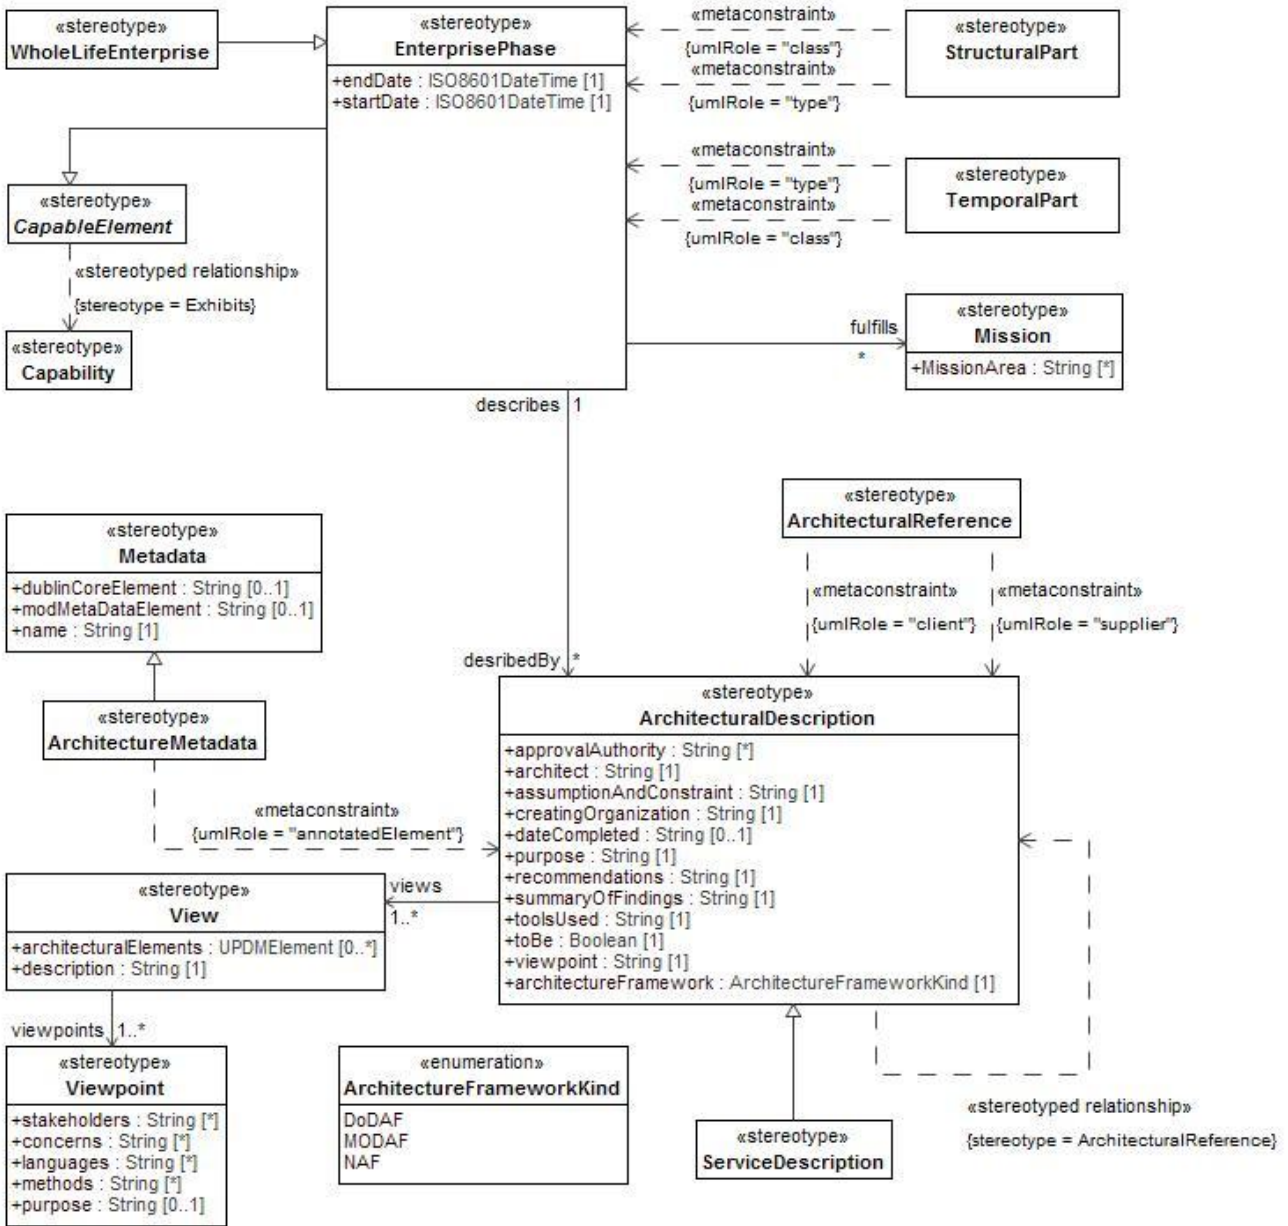 «stereotype»
WholeLifeEnterprise
«stereotype»
EnterprisePhase
+endDate : ISO8601DateTime [1]
+startDate : ISO8601DateTime [1]
«metaconstraint»
{umlRole = "class"}
«metaconstraint»
{umlRole = "type"}
«stereotype»
StructuralPart
«metaconstraint»
{umlRole = "type"}
«metaconstraint»
{umlRole = "class"}
«stereotype»
TemporalPart
«stereotype»
CapableElement
«stereotyped relationship»
{stereotype = Exhibits}
«stereotype»
Capability
fulfills
*
«stereotype»
Mission
+MissionArea : String [*]
describes
1
«stereotype»
ArchitecturalReference
«metaconstraint»
{umlRole = "client"}
«metaconstraint»
{umlRole = "supplier"}
«stereotype»
Metadata
+dublinCoreElement : String [0..1]
+modMetaDataElement : String [0..1]
+name : String [1]
desribedBy
*
«stereotype»
ArchitectureMetadata
«metaconstraint»
{umlRole = "annotatedElement"}
«stereotype»
ArchitecturalDescription
+approvalAuthority : String [*]
+architect : String [1]
+assumptionAndConstraint : String [1]
+creatingOrganization : String [1]
+dateCompleted : String [0..1]
+purpose : String [1]
+recommendations : String [1]
+summaryOfFindings : String [1]
+toolsUsed : String [1]
+toBe : Boolean [1]
+viewpoint : String [1]
+architectureFramework : ArchitectureFrameworkKind [1]
views
1..*
«stereotype»
View
+architecturalElements : UPDMElement [0..*]
+description : String [1]
viewpoints
1..*
«stereotype»
Viewpoint
+stakeholders : String [*]
+concerns : String [*]
+languages : String [*]
+methods : String [*]
+purpose : String [0..1]
«enumeration»
ArchitectureFrameworkKind
DoDAF
MODAF
NAF
«stereotype»
ServiceDescription
«stereotyped relationship»
{stereotype = ArchitecturalReference}